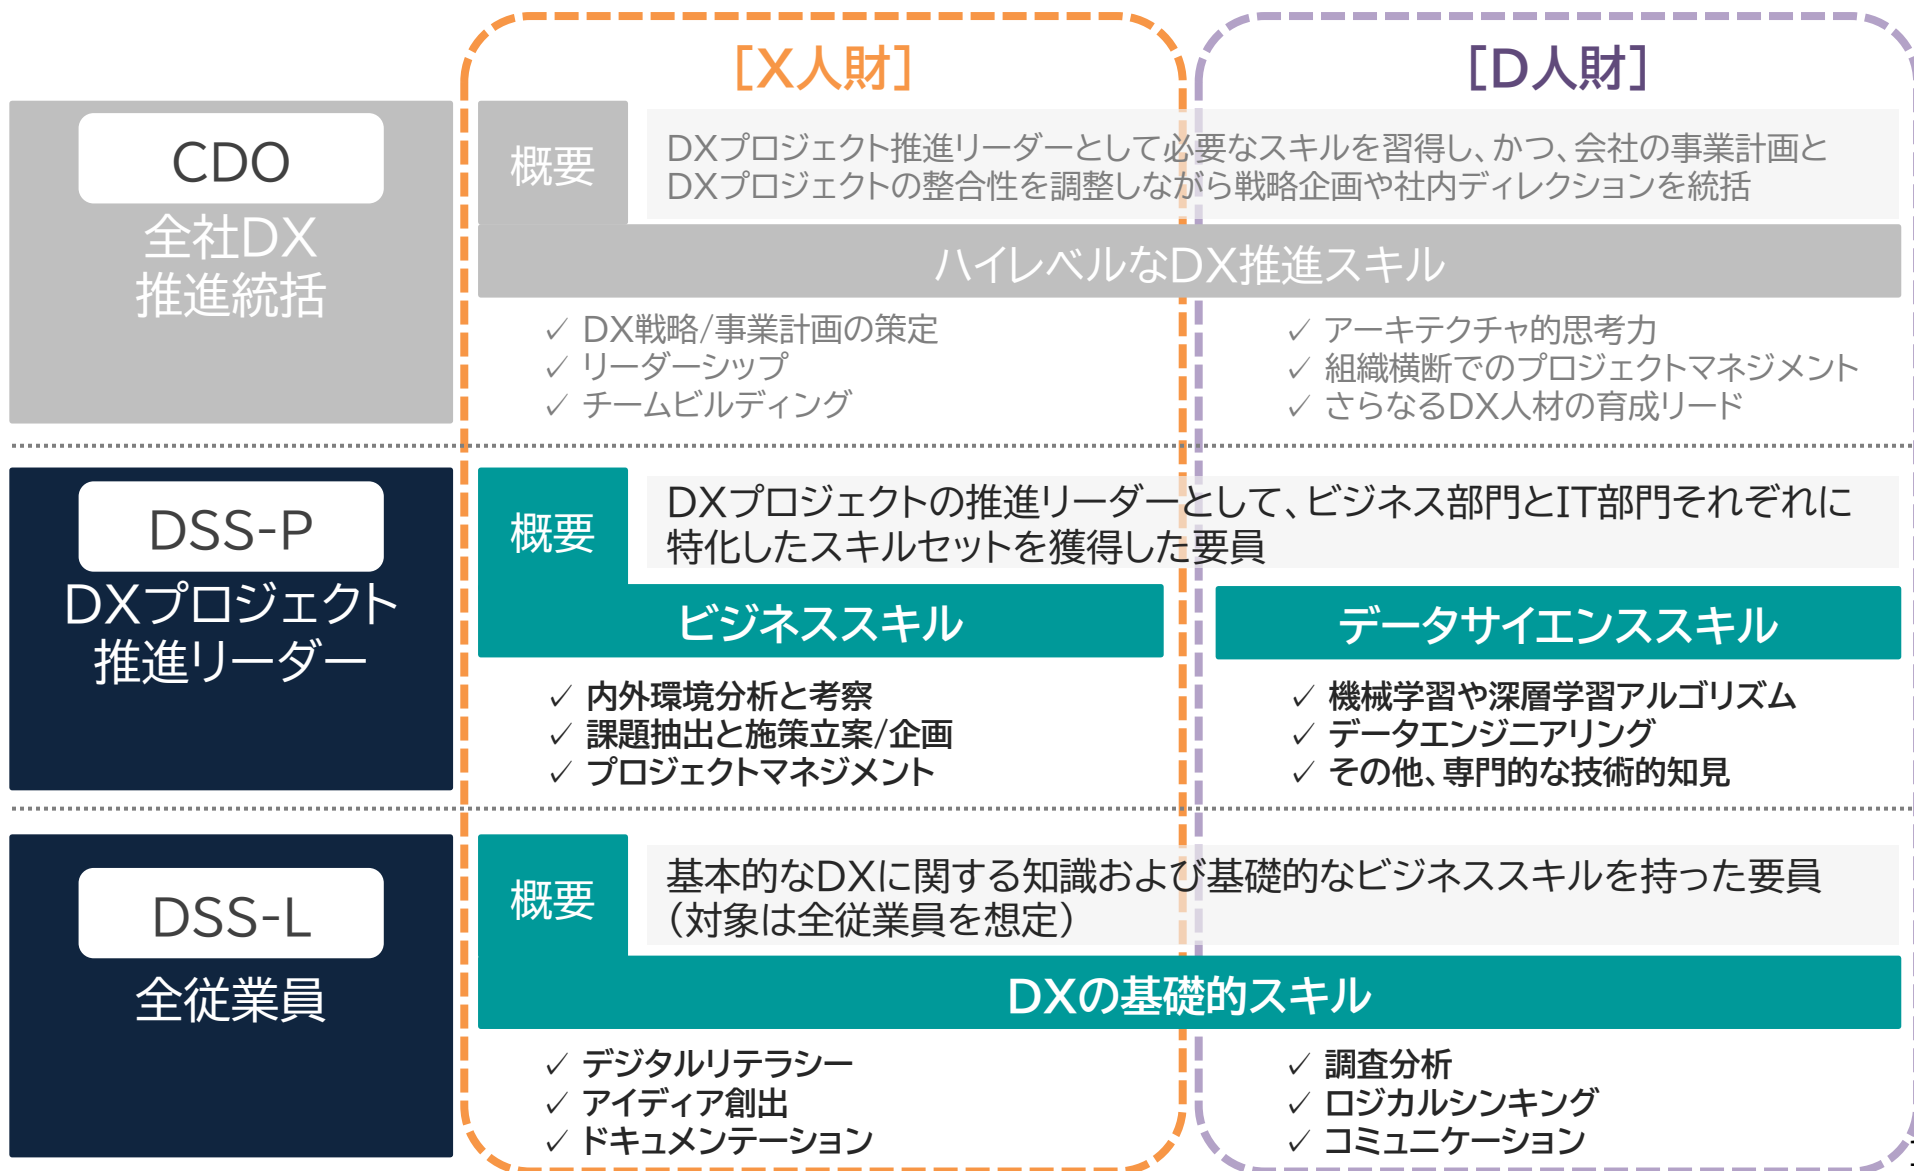 [X人財]
[D人財]
CDO
全社DX
推進統括
概要
DXプロジェクト推進リーダーとして必要なスキルを習得し、かつ、会社の事業計画と
DXプロジェクトの整合性を調整しながら戦略企画や社内ディレクションを統括
ハイレベルなDX推進スキル
✓ DX戦略/事業計画の策定
✓ リーダーシップ
✓ チームビルディング
✓ アーキテクチャ的思考力
✓ 組織横断でのプロジェクトマネジメント
✓ さらなるDX人材の育成リード
DSS-P
DXプロジェクト
推進リーダー
概要
DXプロジェクトの推進リーダーとして、ビジネス部門とIT部門それぞれに
特化したスキルセットを獲得した要員
ビジネススキル
✓ 内外環境分析と考察
✓ 課題抽出と施策立案/企画
✓ プロジェクトマネジメント
データサイエンススキル
✓ 機械学習や深層学習アルゴリズム
✓ データエンジニアリング
✓ その他、専門的な技術的知見
DSS-L
全従業員
概要
基本的なDXに関する知識および基礎的なビジネススキルを持った要員
(対象は全従業員を想定)
DXの基礎的スキル
✓ デジタルリテラシー
✓ アイディア創出
✓ ドキュメンテーション
✓ 調査分析
✓ ロジカルシンキング
✓ コミュニケーション